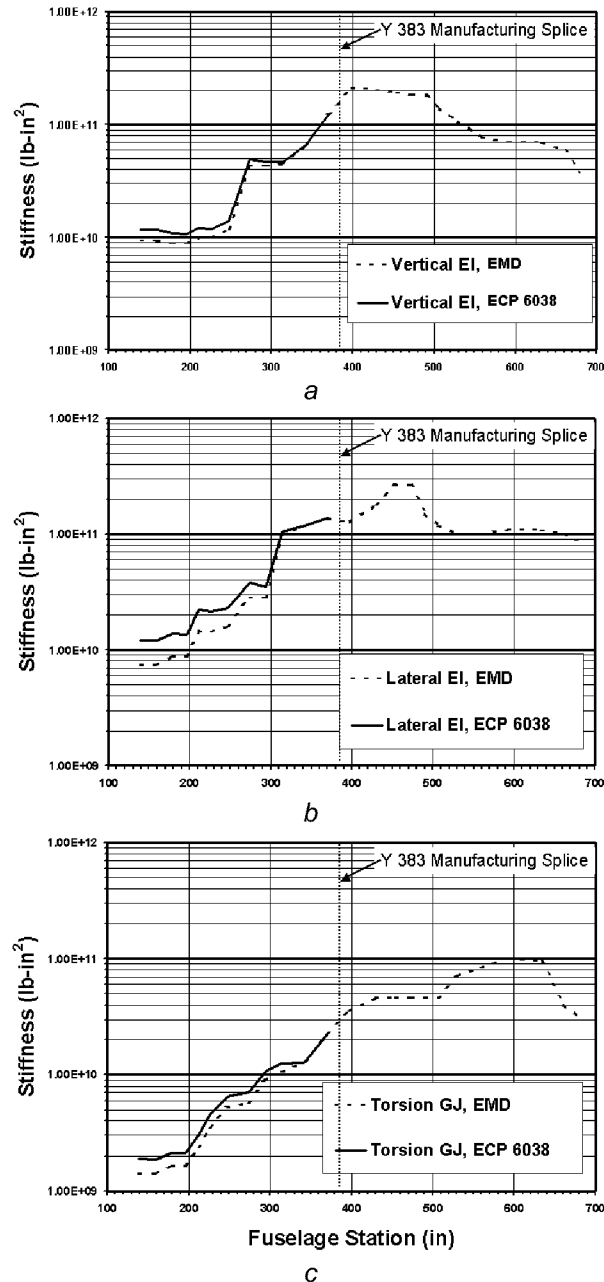 1.00E+12
Y 383 Manufacturing Splice
1.00E+11
Stiffness (lb-in²)
1.00E+10
Vertical EI, EMD
Vertical EI, ECP 6038
1.00E+09
100 200 300 400 500 600 700
a
1.00E+12
Y 383 Manufacturing Splice
1.00E+11
Stiffness (lb-in²)
1.00E+10
Lateral EI, EMD
Lateral EI, ECP 6038
1.00E+09
100 200 300 400 500 600 700
b
1.00E+12
Y 383 Manufacturing Splice
1.00E+11
Stiffness (lb-in²)
1.00E+10
Torsion GJ, EMD
Torsion GJ, ECP 6038
1.00E+09
100 200 300 400 500 600 700
Fuselage Station (in)
c